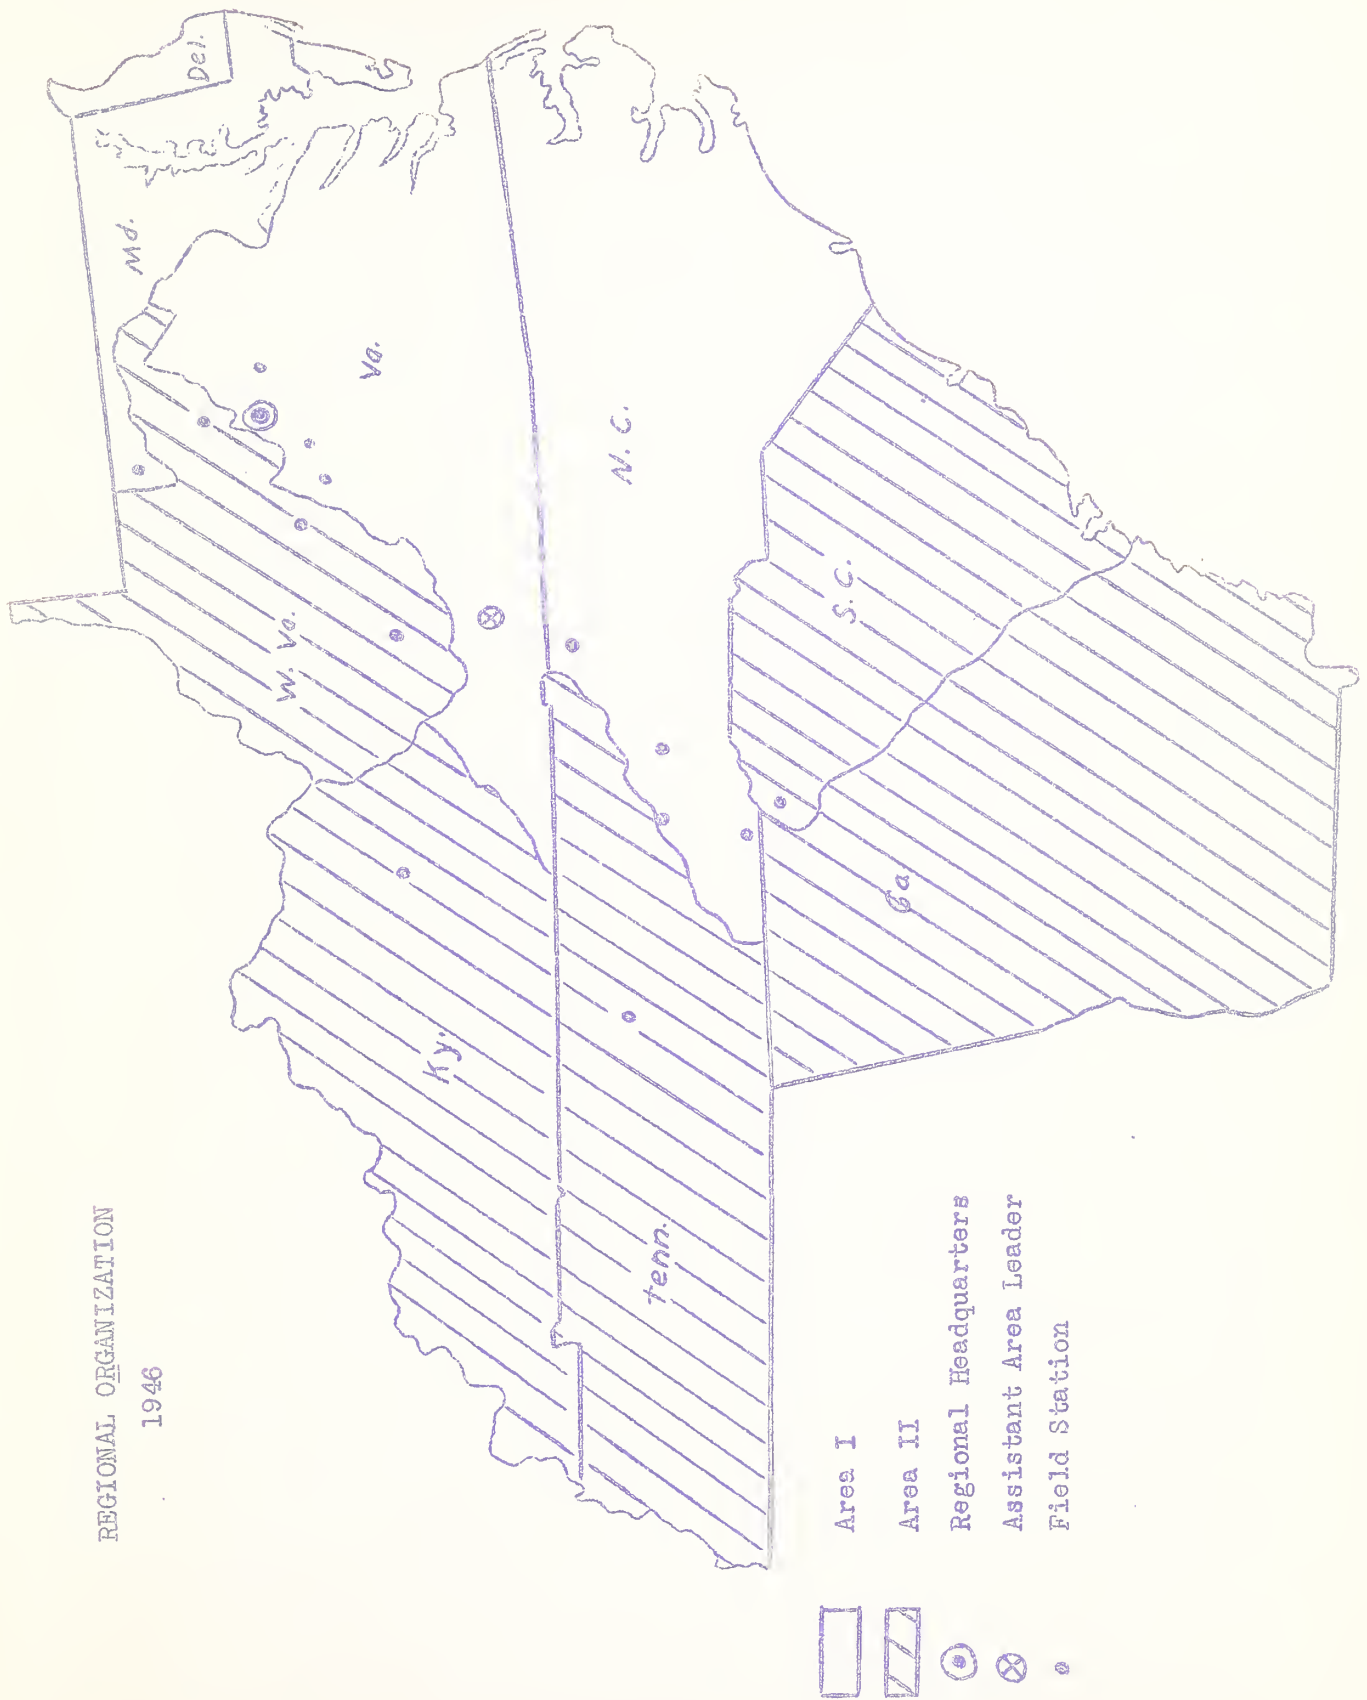 REGIONAL ORGANIZATION
1946
Del.
Md.
W. Va.
Va.
Ky.
N. C.
Tenn.
S. C.
Ga.
Area I
Area II
Regional Headquarters
Assistant Area Leader
Field Station